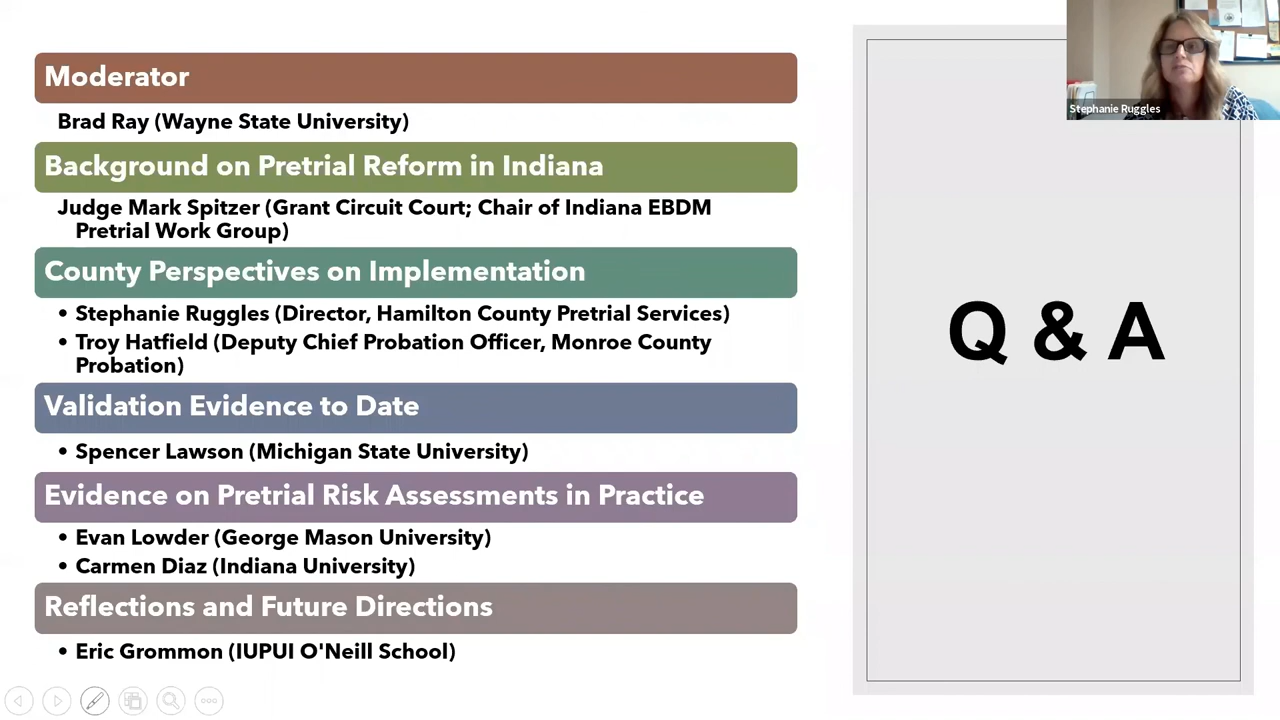 Moderator
Brad Ray (Wayne State University)
Background on Pretrial Reform in Indiana
Judge Mark Spitzer (Grant Circuit Court; Chair of Indiana EBDM
Pretrial Work Group)
County Perspectives on Implementation
• Stephanie Ruggles (Director, Hamilton County Pretrial Services)
• Troy Hatfield (Deputy Chief Probation Officer, Monroe County
Probation)
Validation Evidence to Date
• Spencer Lawson (Michigan State University)
Evidence on Pretrial Risk Assessments in Practice
• Evan Lowder (George Mason University)
• Carmen Diaz (Indiana University)
Reflections and Future Directions
• Eric Grommon (IUPUI O'Neill School)
Q & A
Stephanie Ruggles